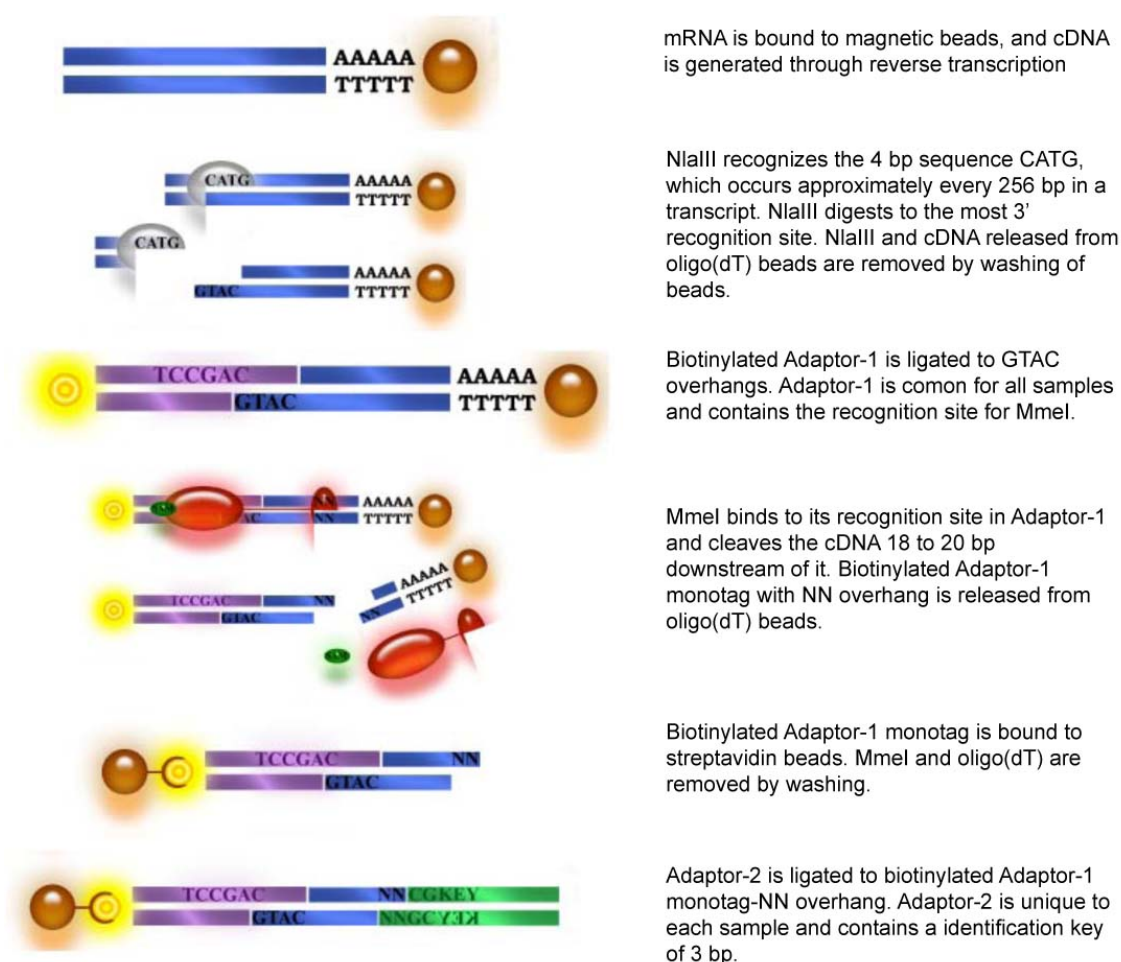 AAAAA
TTTTT
mRNA is bound to magnetic beads, and cDNA
is generated through reverse transcription
CATG
AAAAA
TTTTT
CATG
AAAAA
GTAC
TTTTT
NlaIII recognizes the 4 bp sequence CATG,
which occurs approximately every 256 bp in a
transcript. NlaIII digests to the most 3’
recognition site. NlaIII and cDNA released from
oligo(dT) beads are removed by washing of
beads.
TCCGAC
AAAAA
GTAC
TTTTT
Biotinylated Adaptor-1 is ligated to GTAC
overhangs. Adaptor-1 is comon for all samples
and contains the recognition site for MmeI.
NN
AAAAA
AC
NN
TTTTT
AAAAA
TTTTT
NN
TCCGAC
NN
GTAC
MmeI binds to its recognition site in Adaptor-1
and cleaves the cDNA 18 to 20 bp
downstream of it. Biotinylated Adaptor-1
monotag with NN overhang is released from
oligo(dT) beads.
TCCGAC
NN
GTAC
Biotinylated Adaptor-1 monotag is bound to
streptavidin beads. MmeI and oligo(dT) are
removed by washing.
TCCGAC
NNCGKEY
GTAC
NNGCYEK
Adaptor-2 is ligated to biotinylated Adaptor-1
monotag-NN overhang. Adaptor-2 is unique to
each sample and contains a identification key
of 3 bp.